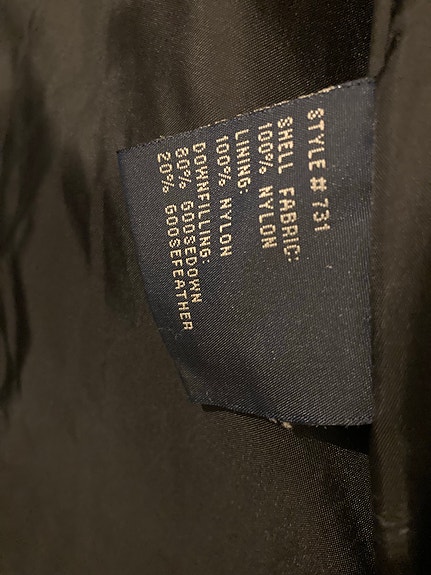 STYLE # 731
SHELL FABRIC:
100% NYLON
LINING:
100% NYLON
DOWNFILLING:
80% GOOSEDOWN
20% GOOSEFEATHER